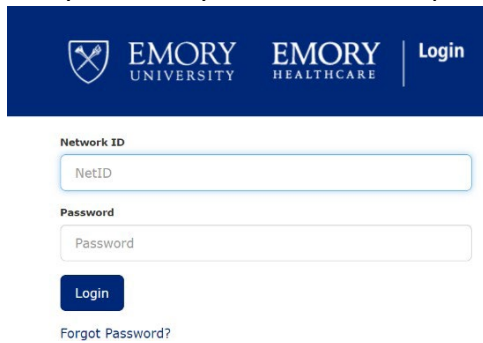 EMORY UNIVERSITY EMORY HEALTHCARE Login
Network ID
NetID
Password
Password
Login
Forgot Password?